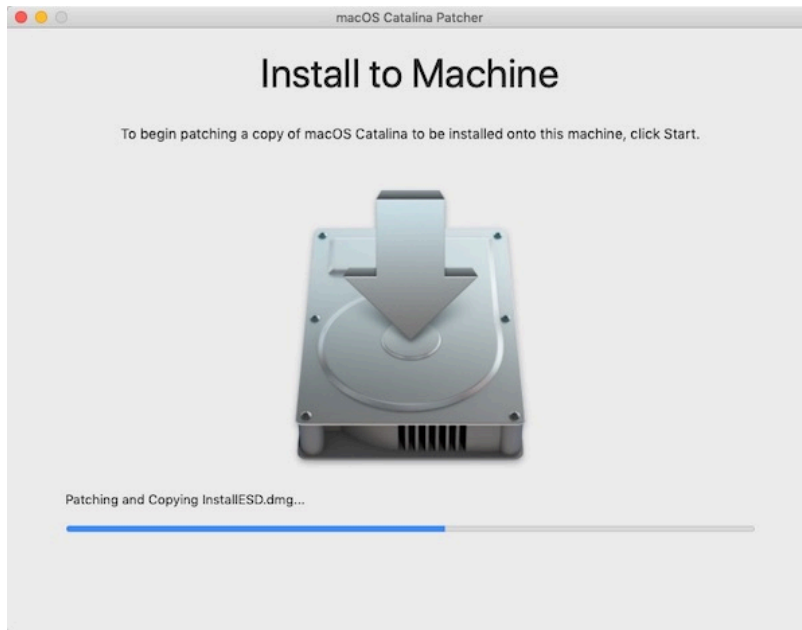 macOS Catalina Patcher
Install to Machine
To begin patching a copy of macOS Catalina to be installed onto this machine, click Start.
Patching and Copying InstallESD.dmg...